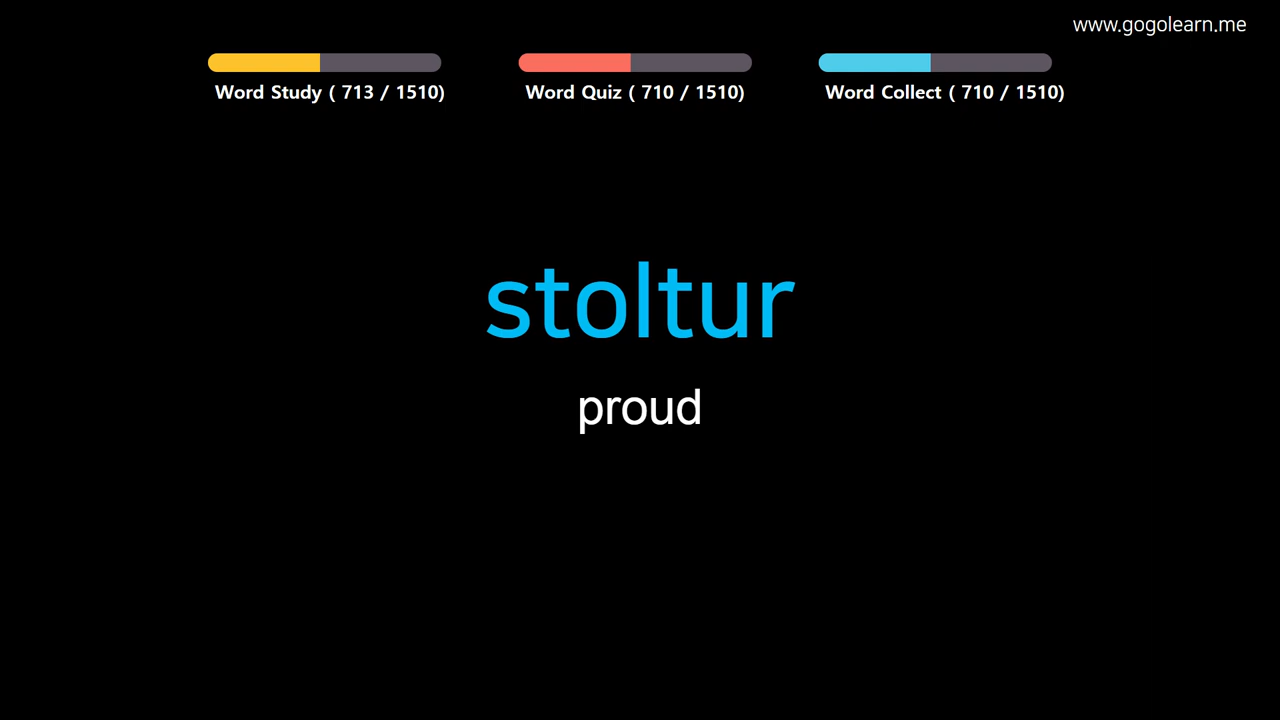 www.gogolearn.me
Word Study ( 713 / 1510)
Word Quiz ( 710 / 1510)
Word Collect ( 710 / 1510)
stoltur
proud